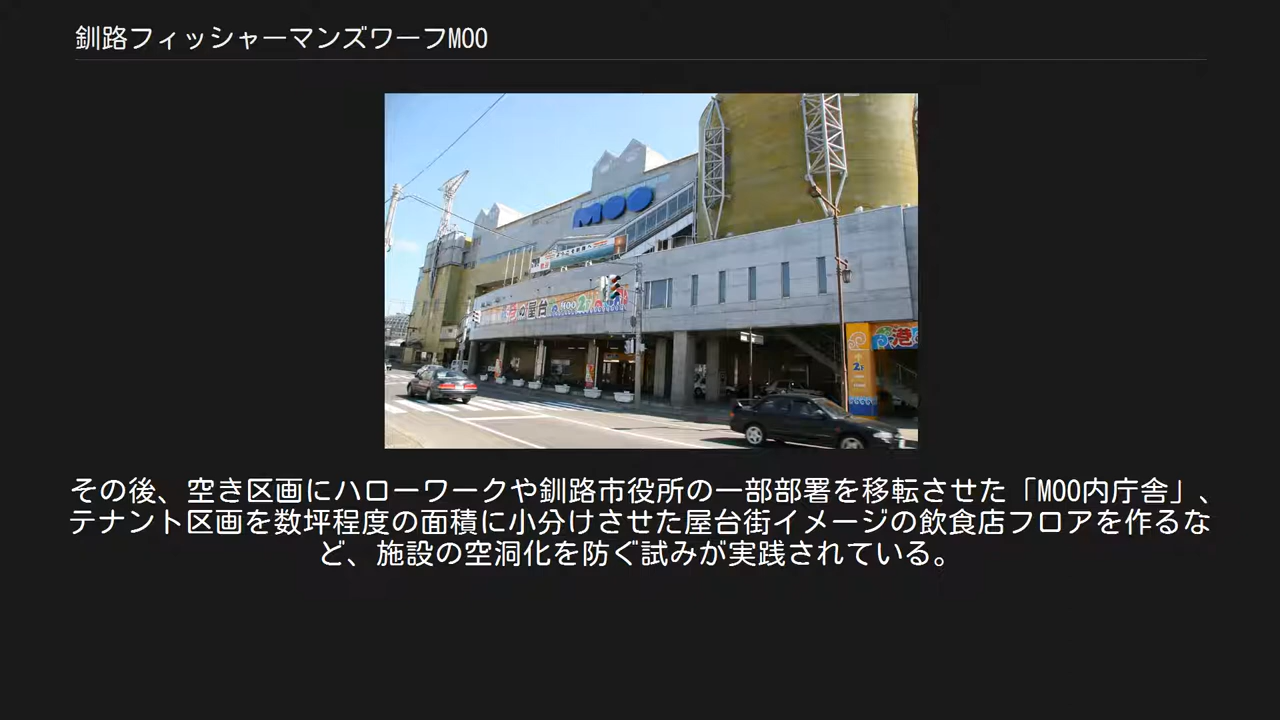 釧路フィッシャーマンズワーフMOO
MOO
の屋台
港
その後、空き区画にハローワークや釧路市役所の一部部署を移転させた「MOO内庁舎」、
テナント区画を数坪程度の面積に小分けさせた屋台街イメージの飲食店フロアを作るな
ど、施設の空洞化を防ぐ試みが実践されている。